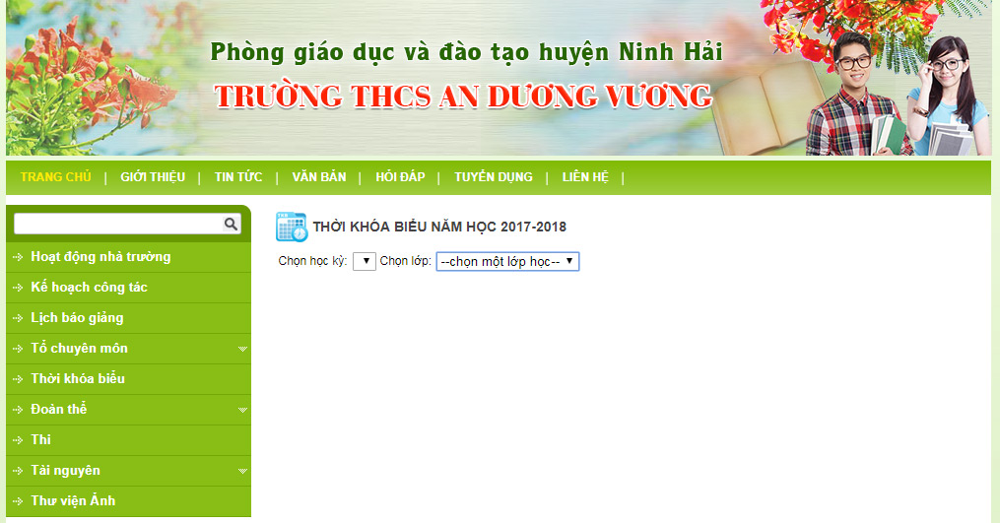 Phòng giáo dục và đào tạo huyện Ninh Hải
TRƯỜNG THCS AN DƯƠNG VƯƠNG
TRANG CHỦ | GIỚI THIỆU | TIN TỨC | VĂN BẢN | HỎI ĐÁP | TUYỂN DỤNG | LIÊN HỆ |
THỜI KHÓA BIỂU NĂM HỌC 2017-2018
Chọn học kỳ: Chọn lớp: --chọn một lớp học--
Hoạt động nhà trường
Kế hoạch công tác
Lịch báo giảng
Tổ chuyên môn
Thời khóa biểu
Đoàn thể
Thi
Tài nguyên
Thư viện Ảnh